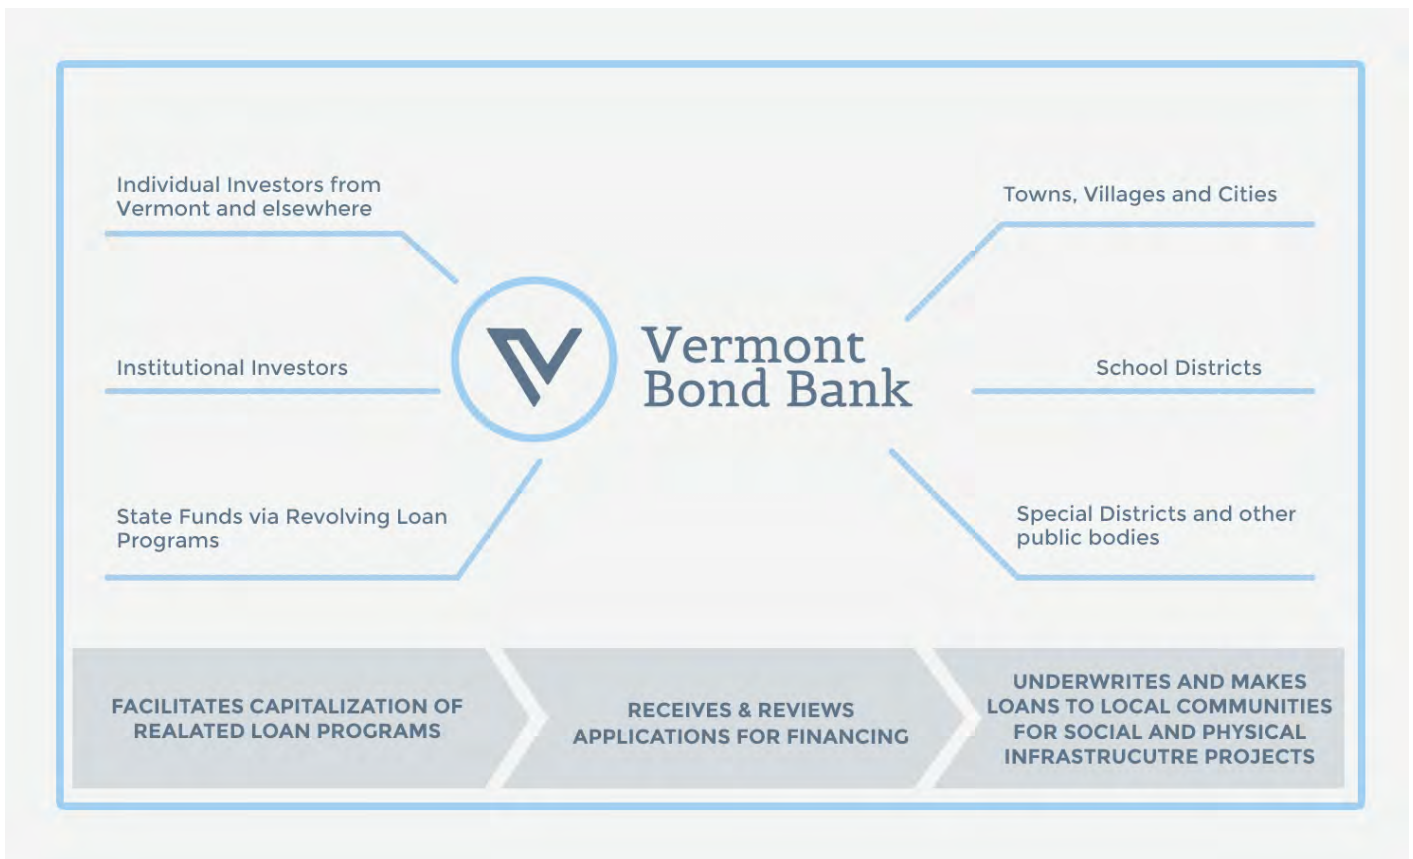 Individual Investors from
Vermont and elsewhere
Institutional Investors
State Funds via Revolving Loan
Programs
Vermont
Bond Bank
Towns, Villages and Cities
School Districts
Special Districts and other
public bodies
FACILITATES CAPITALIZATION OF
REALATED LOAN PROGRAMS
RECEIVES & REVIEWS
APPLICATIONS FOR FINANCING
UNDERWRITES AND MAKES
LOANS TO LOCAL COMMUNITIES
FOR SOCIAL AND PHYSICAL
INFRASTRUCUTRE PROJECTS